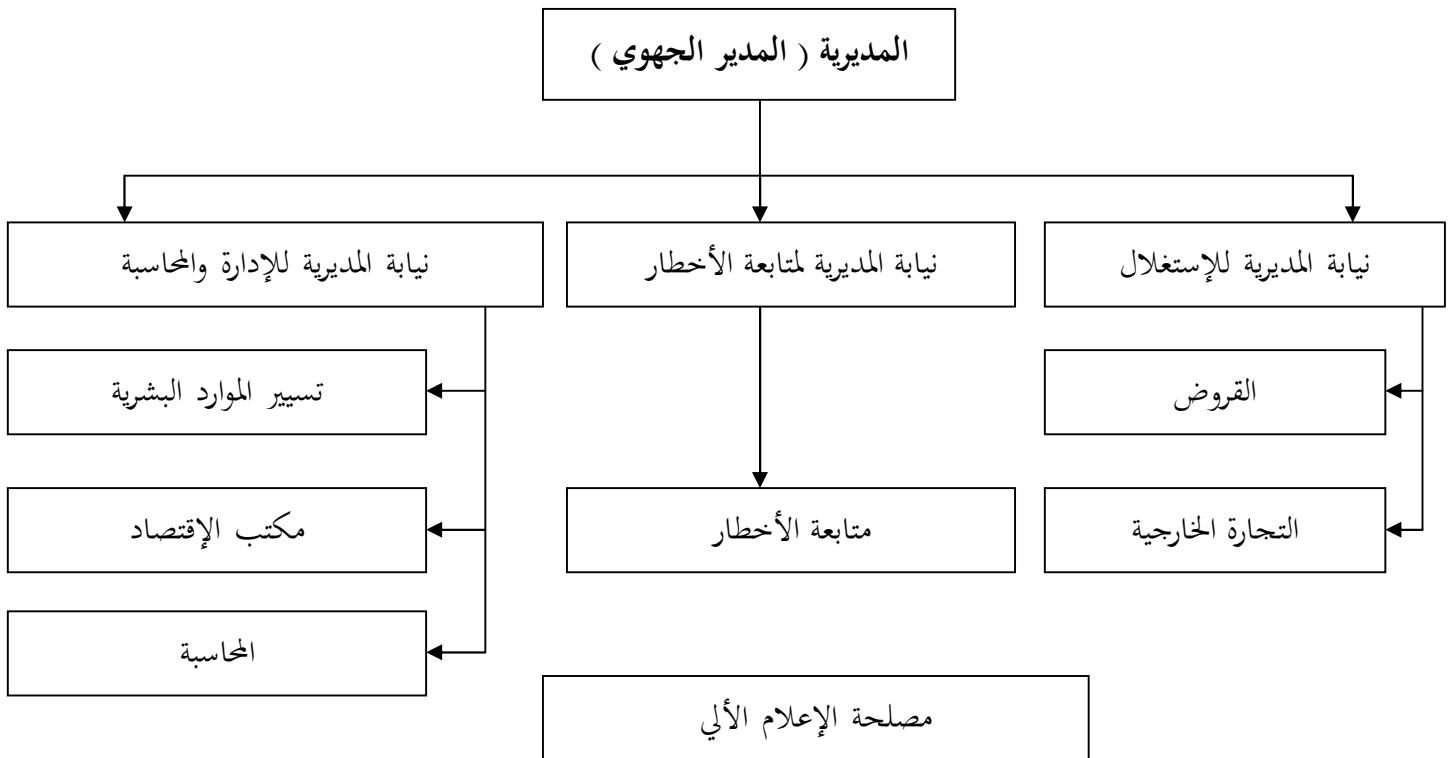 المديرية ( المدير الجهوي )
نيابة المديرية للإستغلال
نيابة المديرية لمتابعة الأخطار
نيابة المديرية للإدارة والمحاسبة
القروض
تسيير الموارد البشرية
التجارة الخارجية
متابعة الأخطار
مكتب الإقتصاد
المحاسبة
مصلحة الإعلام الألي